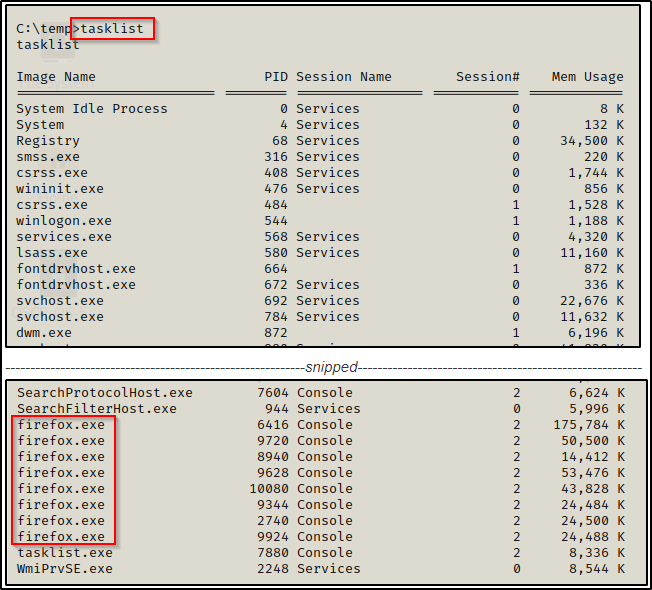 C:\temp>tasklist
tasklist
Image Name PID Session Name Session# Mem Usage
System Idle Process 0 Services 0 8 K
System 4 Services 0 132 K
Registry 68 Services 0 34,500 K
smss.exe 316 Services 0 220 K
csrss.exe 408 Services 0 1,744 K
wininit.exe 476 Services 0 856 K
csrss.exe 484 1 1,528 K
winlogon.exe 544 1 1,188 K
services.exe 568 Services 0 4,320 K
lsass.exe 580 Services 0 11,160 K
fontdrvhost.exe 664 1 872 K
fontdrvhost.exe 672 Services 0 336 K
svchost.exe 692 Services 0 22,676 K
svchost.exe 784 Services 0 11,632 K
dwm.exe 872 1 6,196 K
snipped
SearchProtocolHost.exe 7604 Console 2 6,624 K
SearchFilterHost.exe 944 Services 0 5,996 K
firefox.exe 6416 Console 2 175,784 K
firefox.exe 9720 Console 2 50,500 K
firefox.exe 8940 Console 2 14,412 K
firefox.exe 9628 Console 2 53,476 K
firefox.exe 10080 Console 2 43,828 K
firefox.exe 9344 Console 2 24,484 K
firefox.exe 2740 Console 2 24,500 K
firefox.exe 9924 Console 2 24,488 K
tasklist.exe 7880 Console 2 8,336 K
WmiPrvSE.exe 2248 Services 0 8,544 K